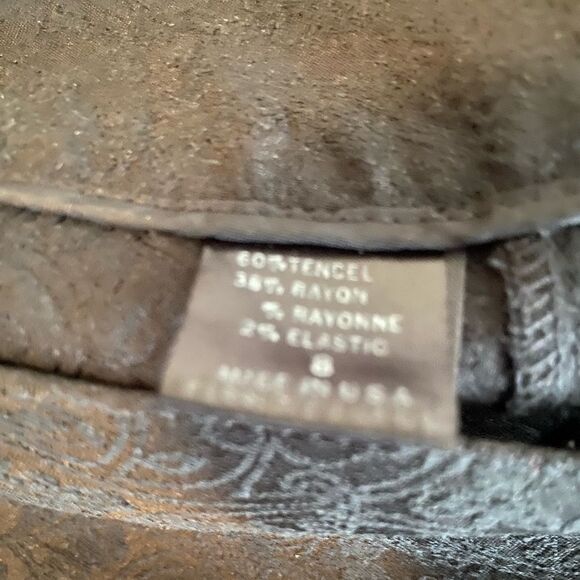 60% TENCEL
38% RAYON
% RAYONNE
2% ELASTIC
8
MADE IN U.S.A